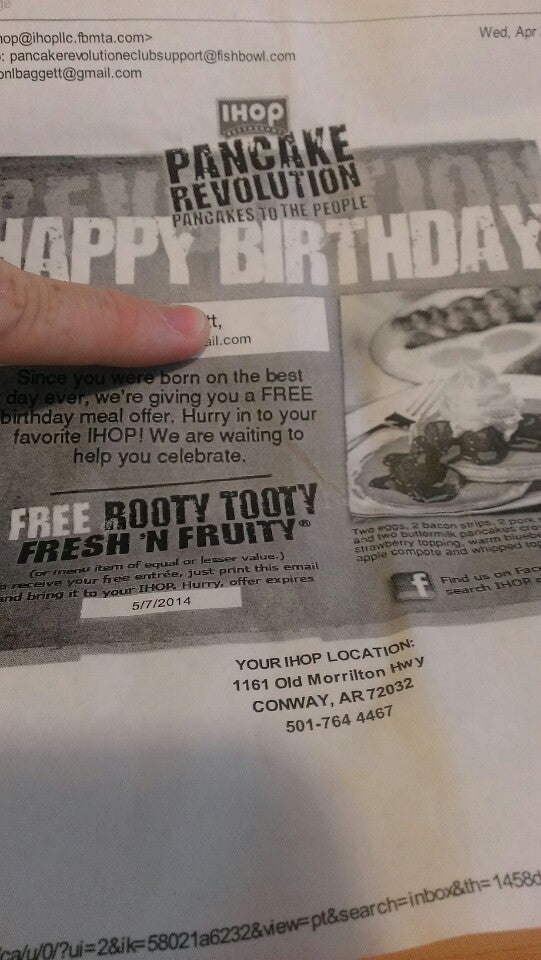 hop@ihopllc.fbmta.com>
Wed, Apr
: pancakerevolutioneclubsupport@fishbowl.com
onlbaggett@gmail.com
IHOP
RESTAURANT
PANCAKE
REVOLUTION
PANCAKES TO THE PEOPLE
HAPPY BIRTHDAY
tt,
ail.com
Since you were born on the best
day ever, we're giving you a FREE
birthday meal offer. Hurry in to your
favorite IHOP! We are waiting to
help you celebrate.
FREE ROOTY TOOTY
FRESH 'N FRUITY®
(or menu item of equal or lesser value.)
o receive your free entrée, just print this email
and bring it to your IHOP. Hurry, offer expires
5/7/2014
Two eggs, 2 bacon strips, 2 pork
and two buttermilk pancakes
strawberry topping, warm blueb
apple compote and whipped top
f
Find us on Fac
search IHOP
YOUR IHOP LOCATION:
1161 Old Morrilton Hwy
CONWAY, AR 72032
501-764 4467
/ca/u/0/?ui=2&ik=58021a6232&view=pt&search=inbox&th=1458d